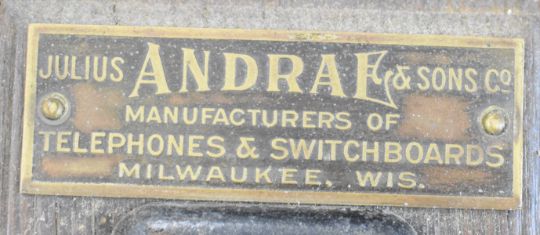 JULIUS ANDRAE & SONS CO
MANUFACTURERS OF
TELEPHONES & SWITCHBOARDS
MILWAUKEE, WIS.